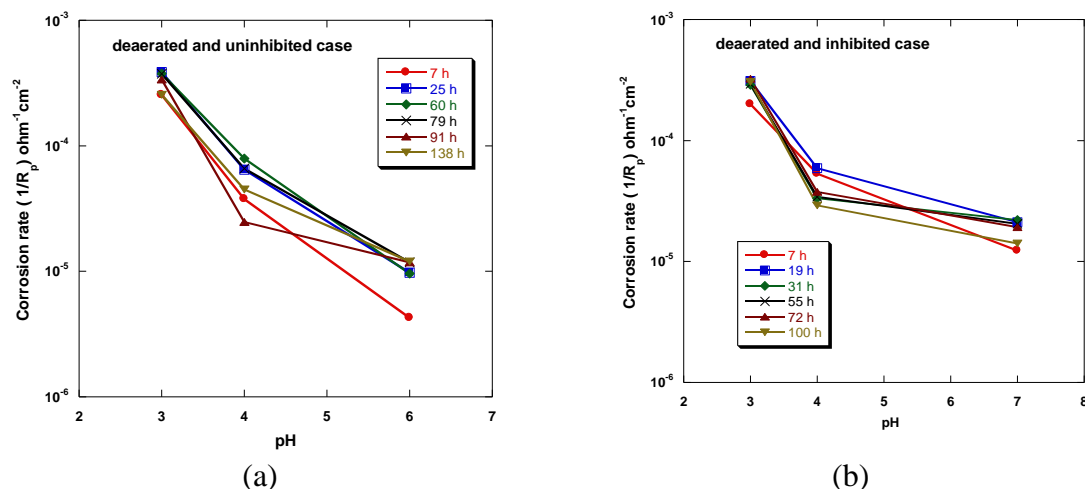 10-3
deaerated and uninhibited case
7 h
25 h
60 h
79 h
91 h
138 h
10-4
10-5
10-6
Corrosion rate ( 1/Rp) ohm-1cm-2
2 3 4 5 6 7
pH
(a)
10-3
deaerated and inhibited case
10-4
10-5
7 h
19 h
31 h
55 h
72 h
100 h
10-6
Corrosion rate (1/Rp) ohm-1cm-2
2 3 4 5 6 7 8
pH
(b)